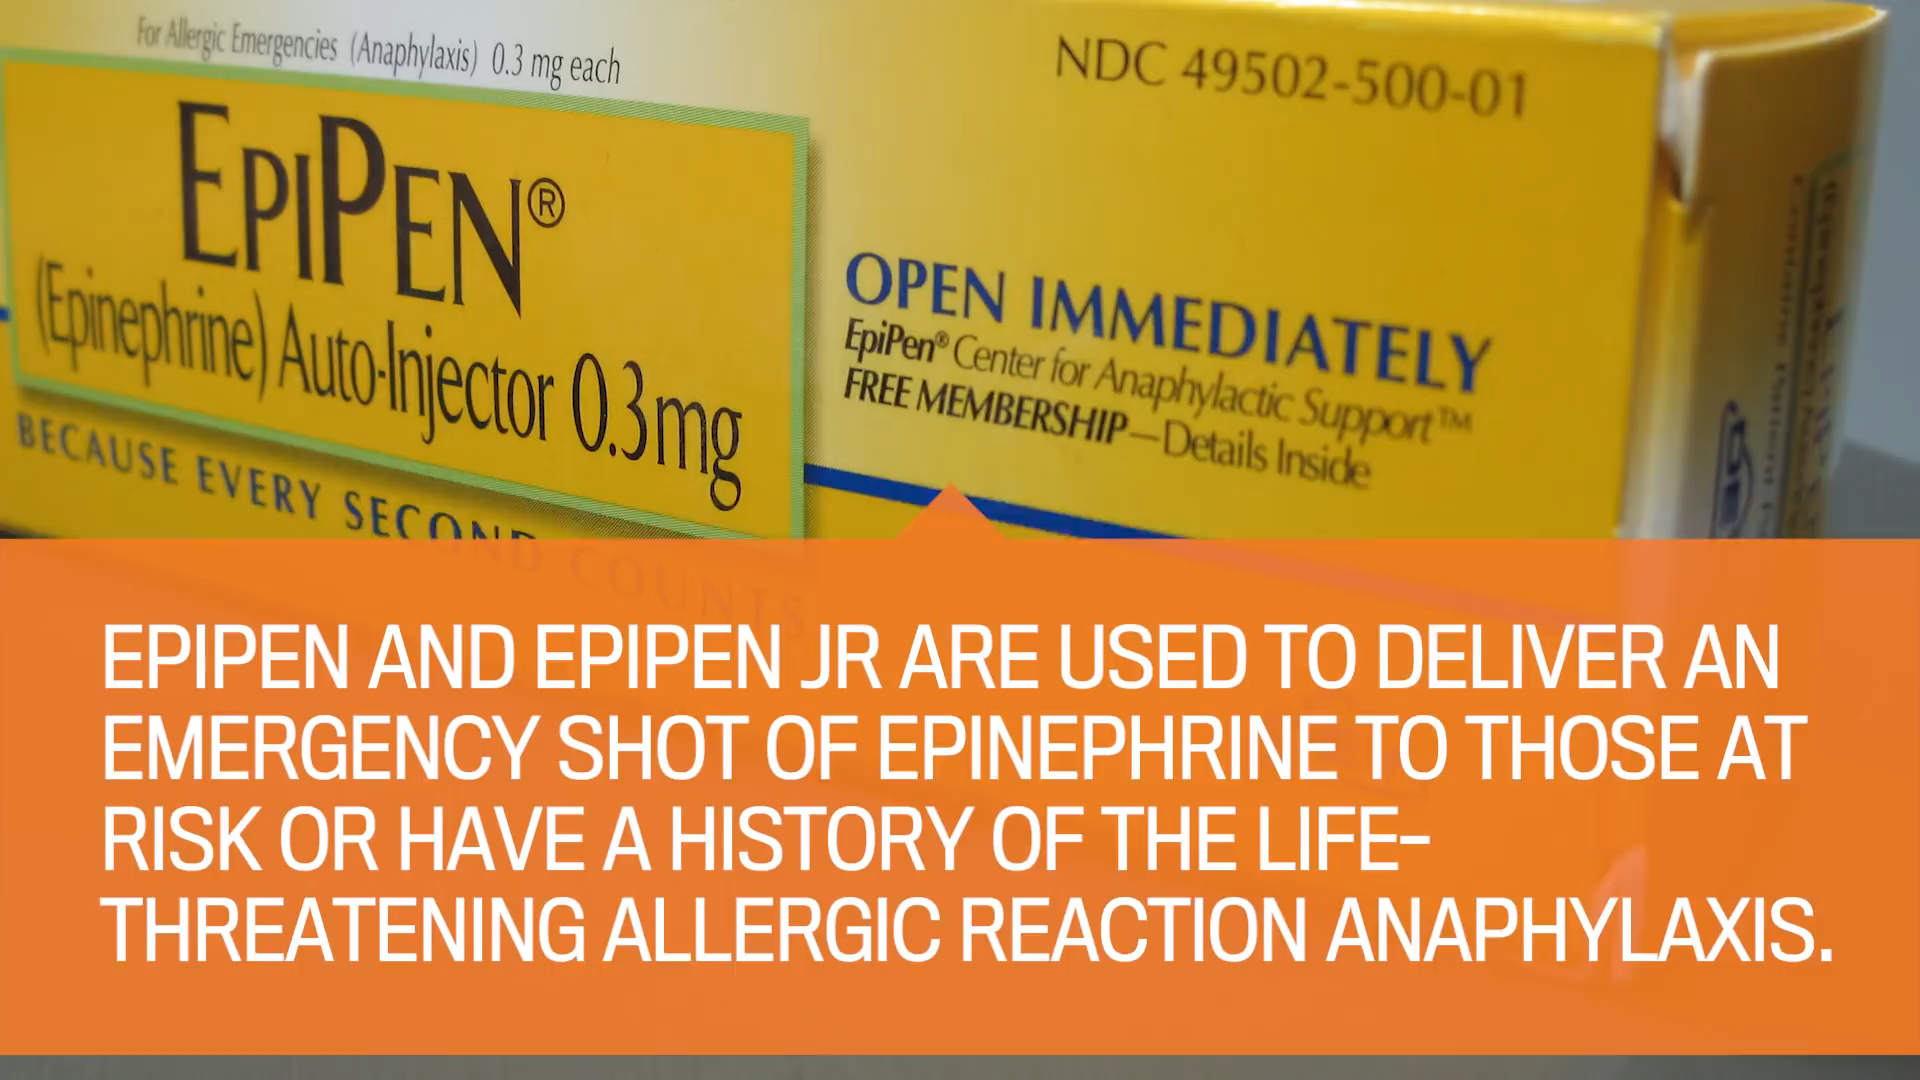 For Allergic Emergencies (Anaphylaxis) 0.3 mg each
NDC 49502-500-01
EPIPEN®
(Epinephrine) Auto-Injector 0.3mg
BECAUSE EVERY SECOND COUNTS
OPEN IMMEDIATELY
EpiPen® Center for Anaphylactic Support™
FREE MEMBERSHIP—Details Inside
EPIPEN AND EPIPEN JR ARE USED TO DELIVER AN
EMERGENCY SHOT OF EPINEPHRINE TO THOSE AT
RISK OR HAVE A HISTORY OF THE LIFE-
THREATENING ALLERGIC REACTION ANAPHYLAXIS.